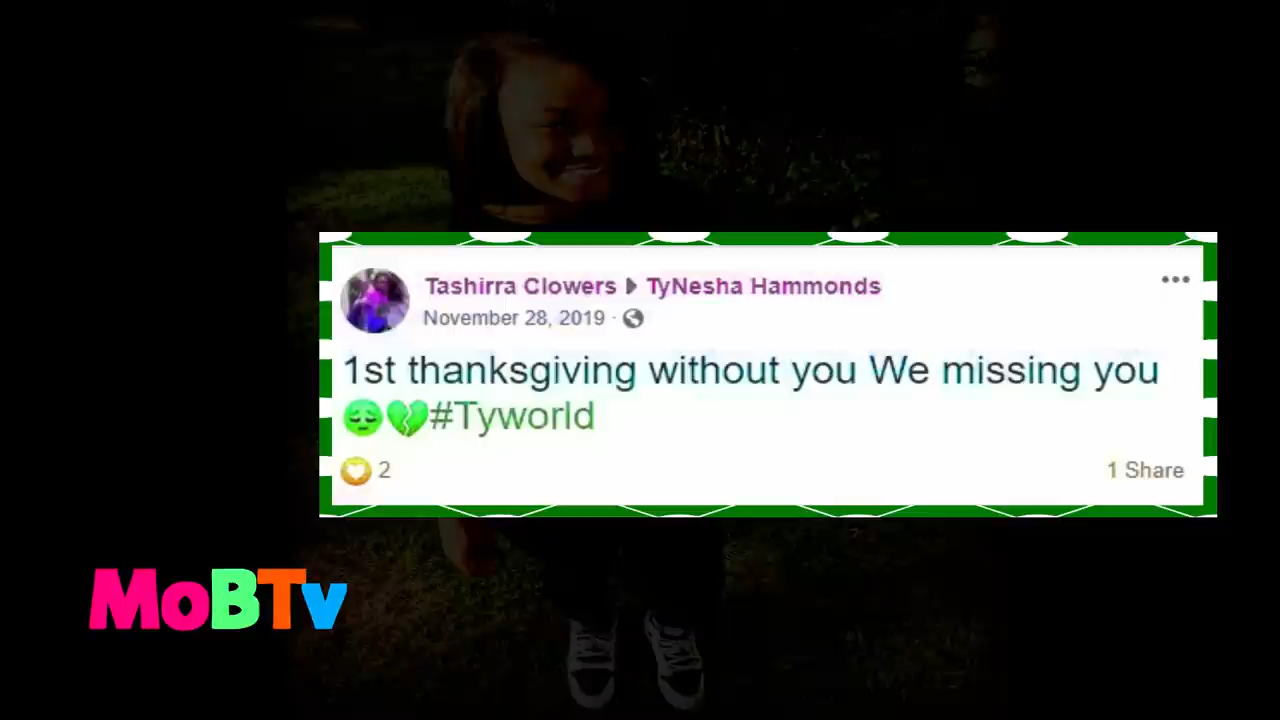 Tashirra Clowers ▶ TyNesha Hammonds
November 28, 2019 ·
1st thanksgiving without you We missing you
😔💔#Tyworld
2
1 Share
MoBTv